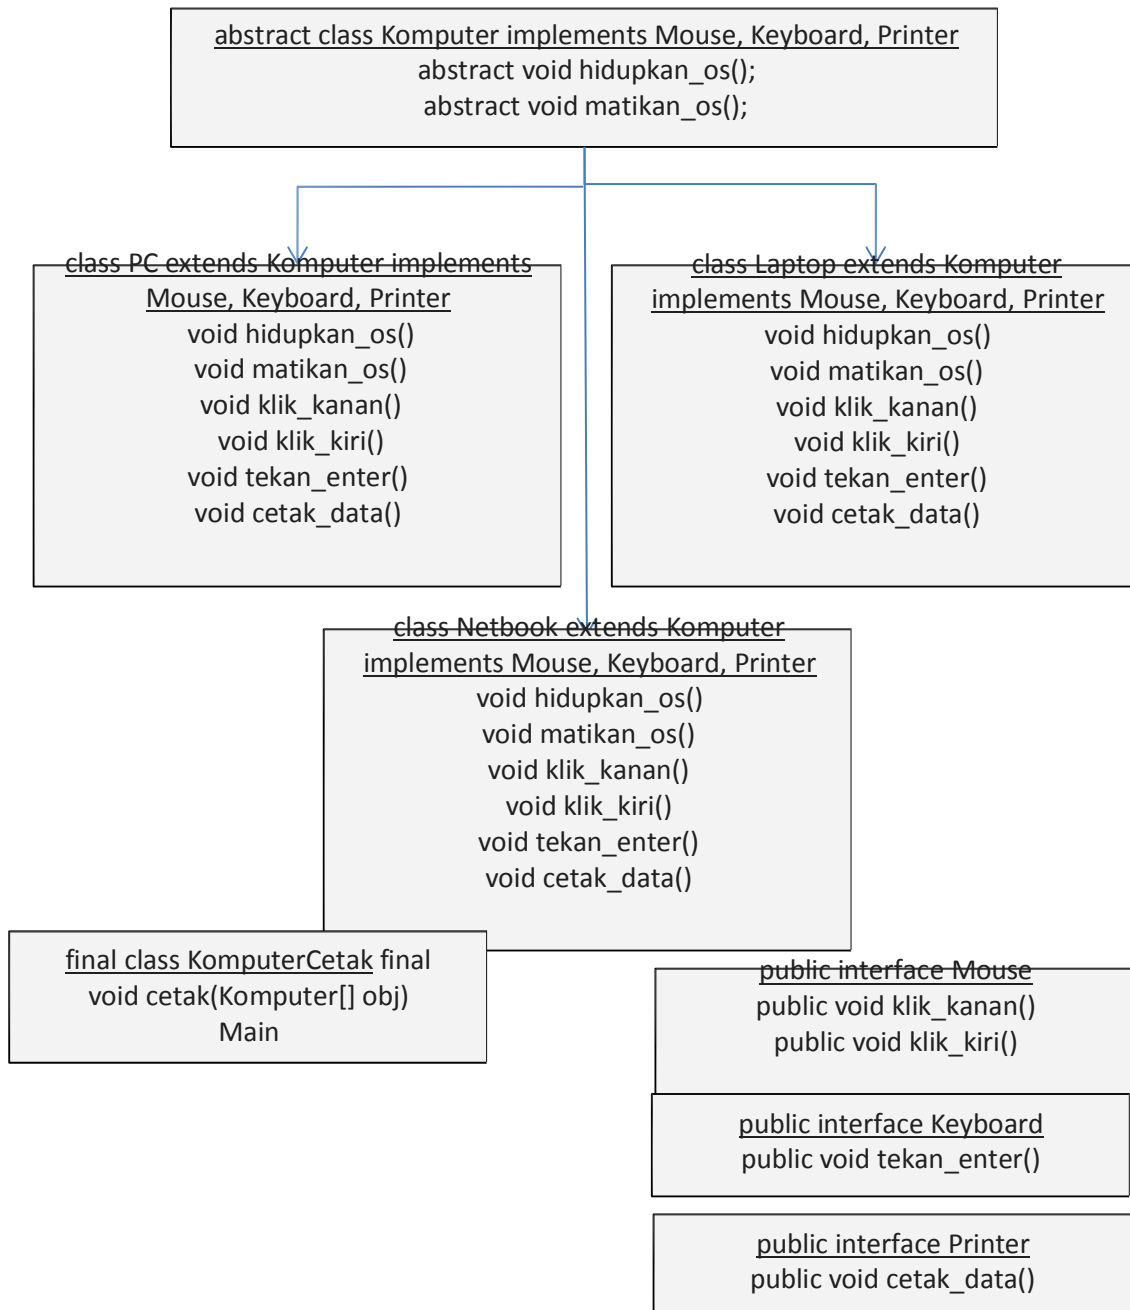 abstract class Komputer implements Mouse, Keyboard, Printer
abstract void hidupkan_os();
abstract void matikan_os();
class PC extends Komputer implements
Mouse, Keyboard, Printer
void hidupkan_os()
void matikan_os()
void klik_kanan()
void klik_kiri()
void tekan_enter()
void cetak_data()
class Laptop extends Komputer
implements Mouse, Keyboard, Printer
void hidupkan_os()
void matikan_os()
void klik_kanan()
void klik_kiri()
void tekan_enter()
void cetak_data()
class Netbook extends Komputer
implements Mouse, Keyboard, Printer
void hidupkan_os()
void matikan_os()
void klik_kanan()
void klik_kiri()
void tekan_enter()
void cetak_data()
final class KomputerCetak final
void cetak(Komputer[] obj)
Main
public interface Mouse
public void klik_kanan()
public void klik_kiri()
public interface Keyboard
public void tekan_enter()
public interface Printer
public void cetak_data()